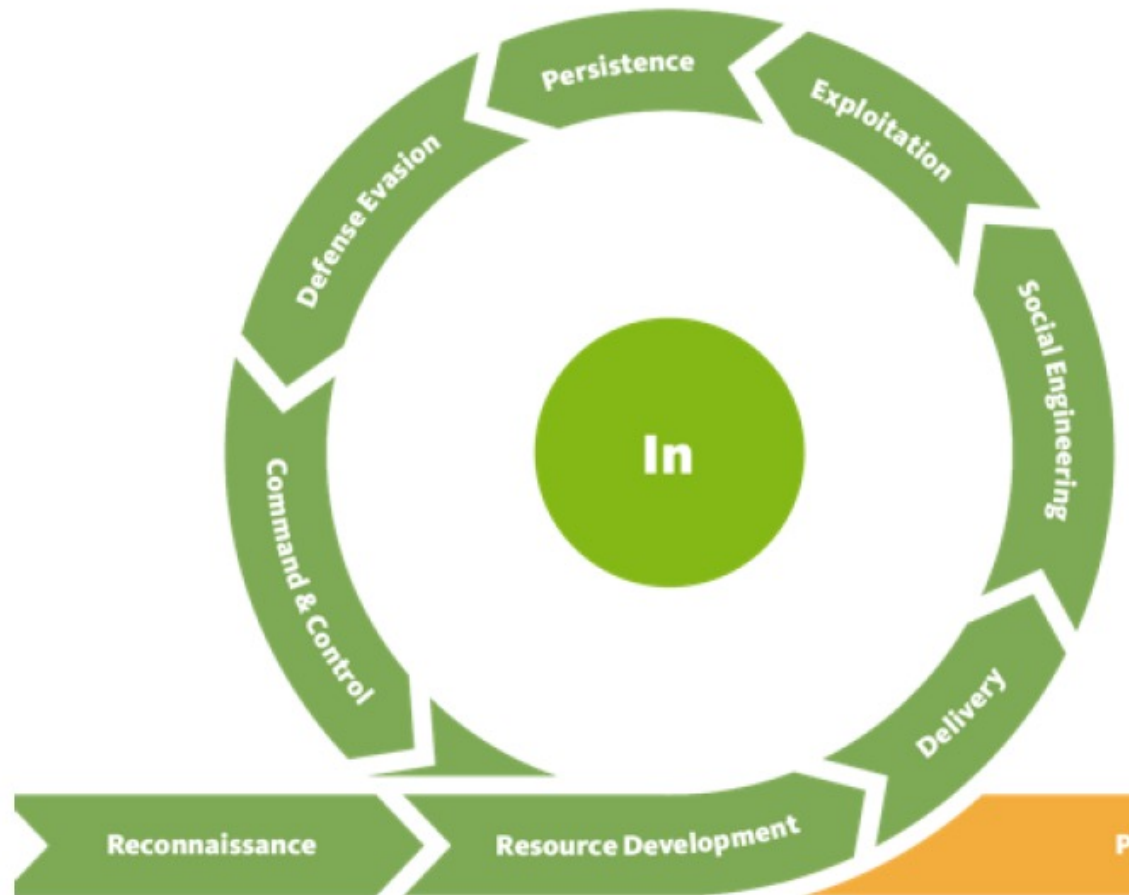 Reconnaissance
Resource Development
Delivery
Social Engineering
Exploitation
Persistence
Defense Evasion
Command & Control
In
P